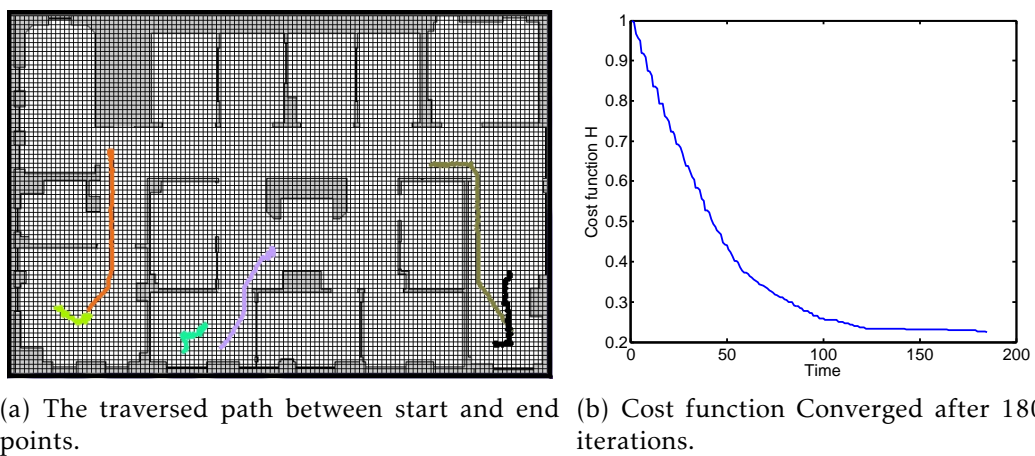 1
0.9
0.8
0.7
0.6
0.5
0.4
0.3
0.2
0 50 100 150 200
Cost function H
Time
(a) The traversed path between start and end
points.
(b) Cost function Converged after 180
iterations.